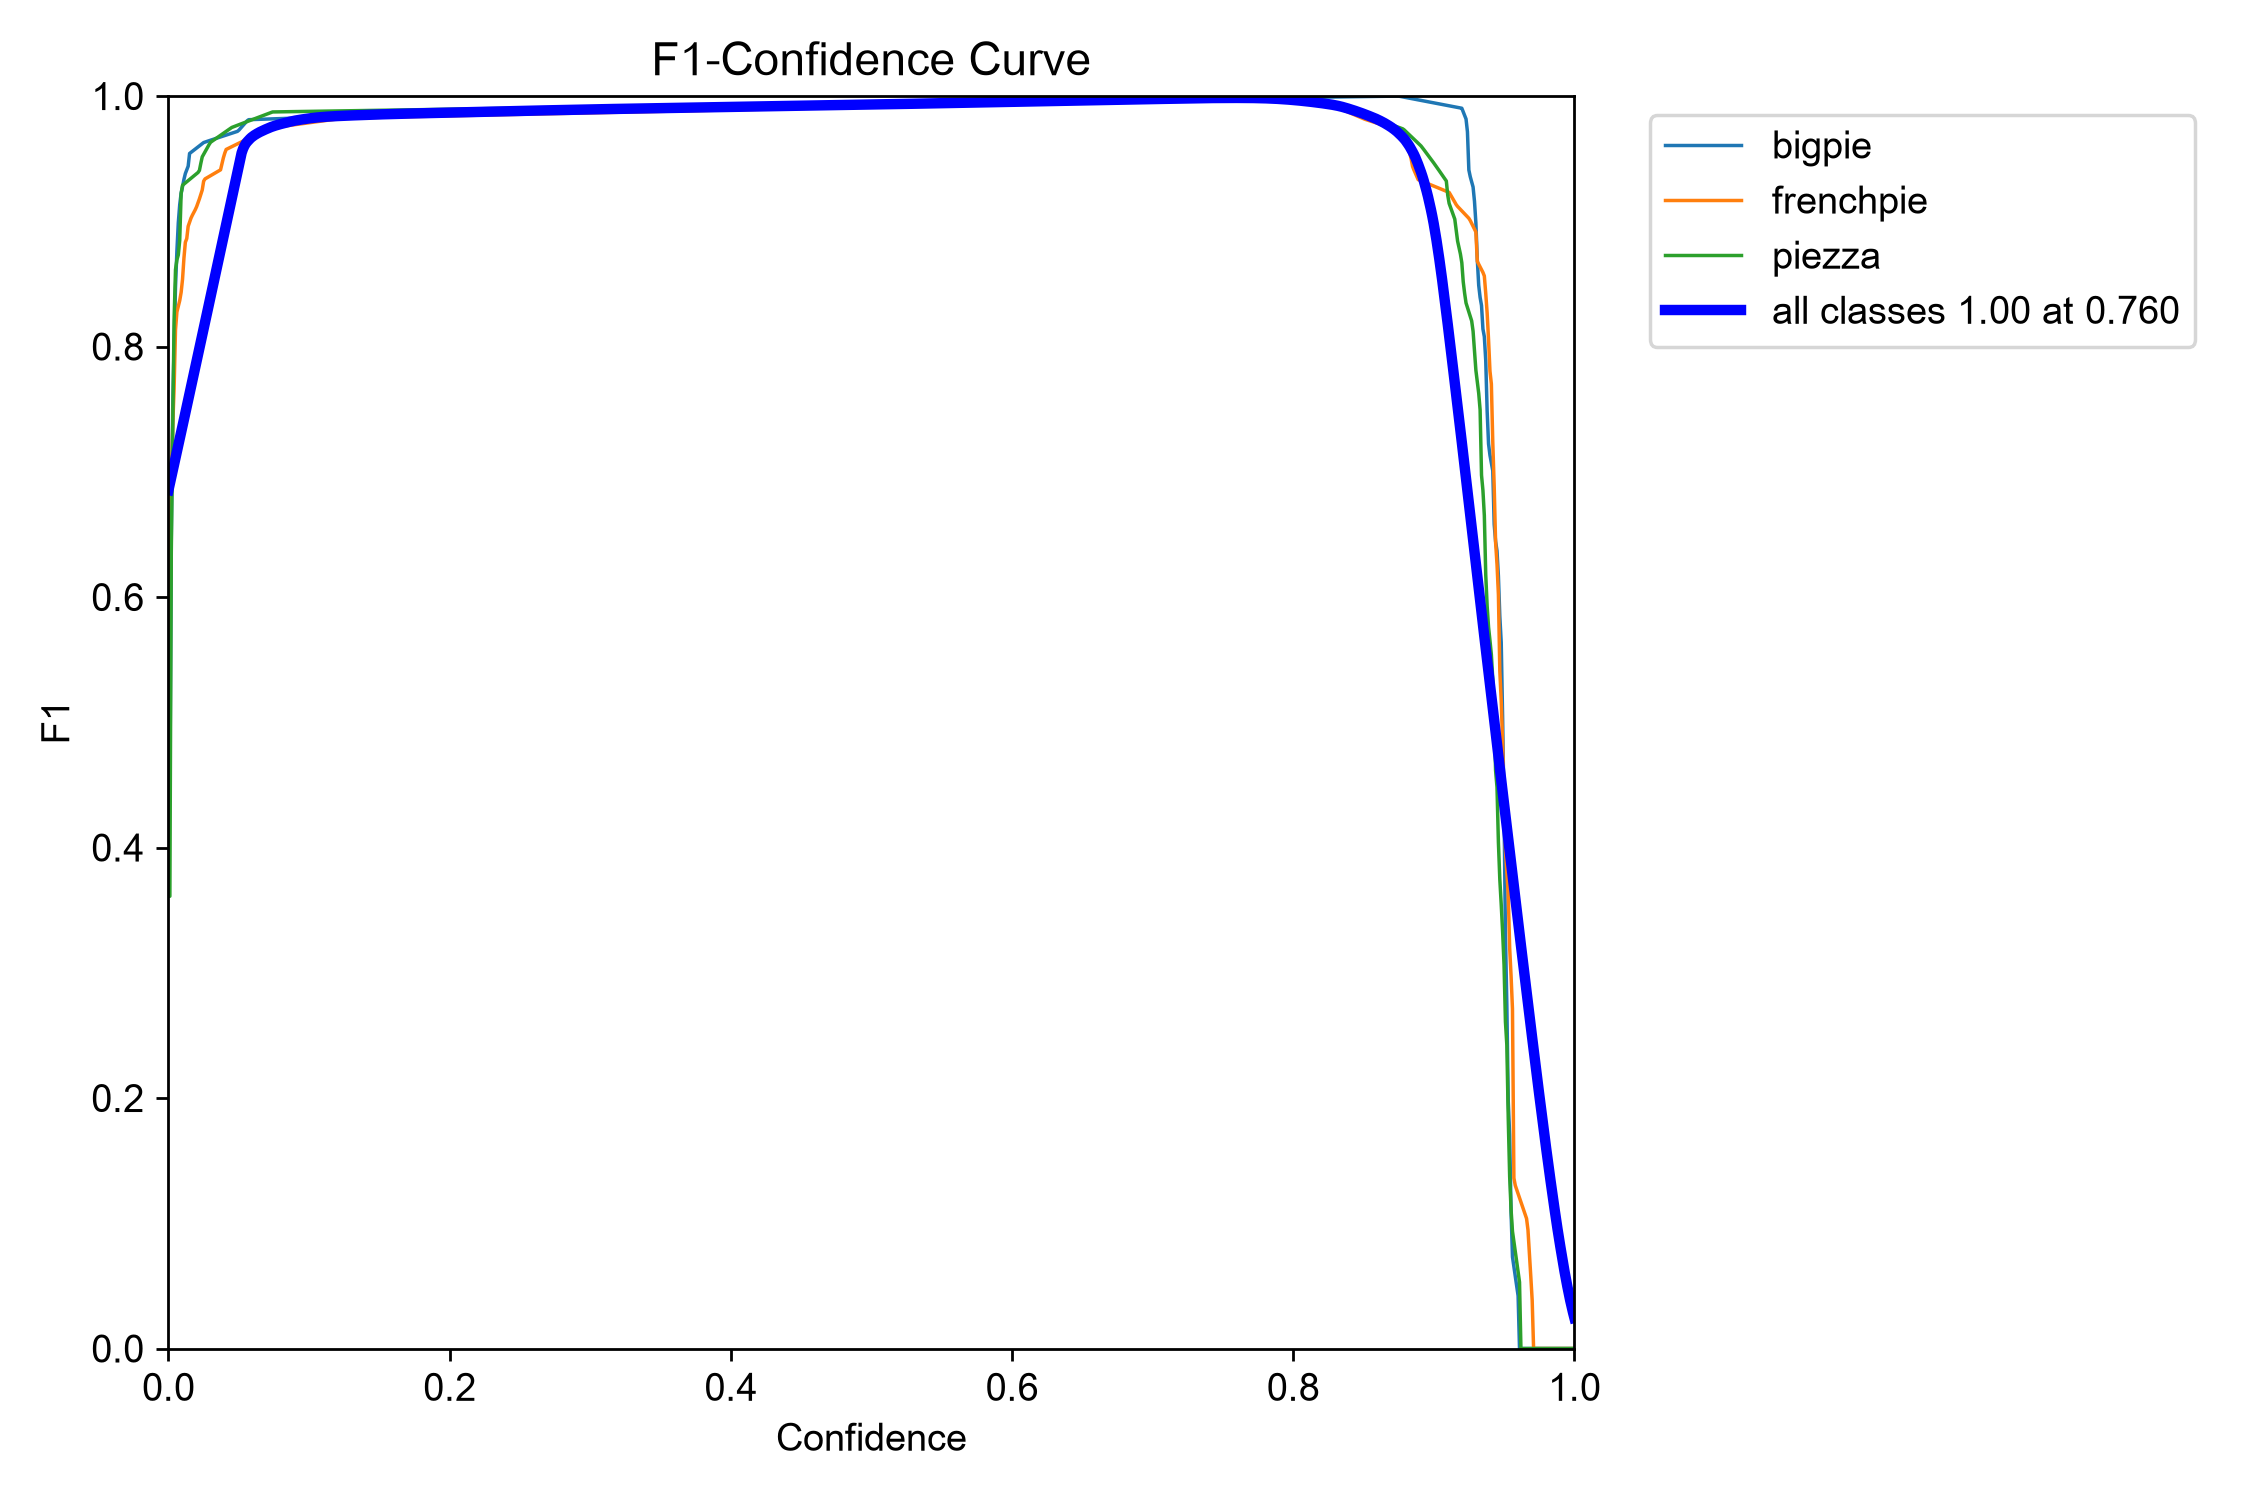 F1-Confidence Curve
1.0
0.8
0.6
0.4
0.2
0.0
F1
0.0 0.2 0.4 0.6 0.8 1.0
Confidence
bigpie
frenchpie
piezza
all classes 1.00 at 0.760